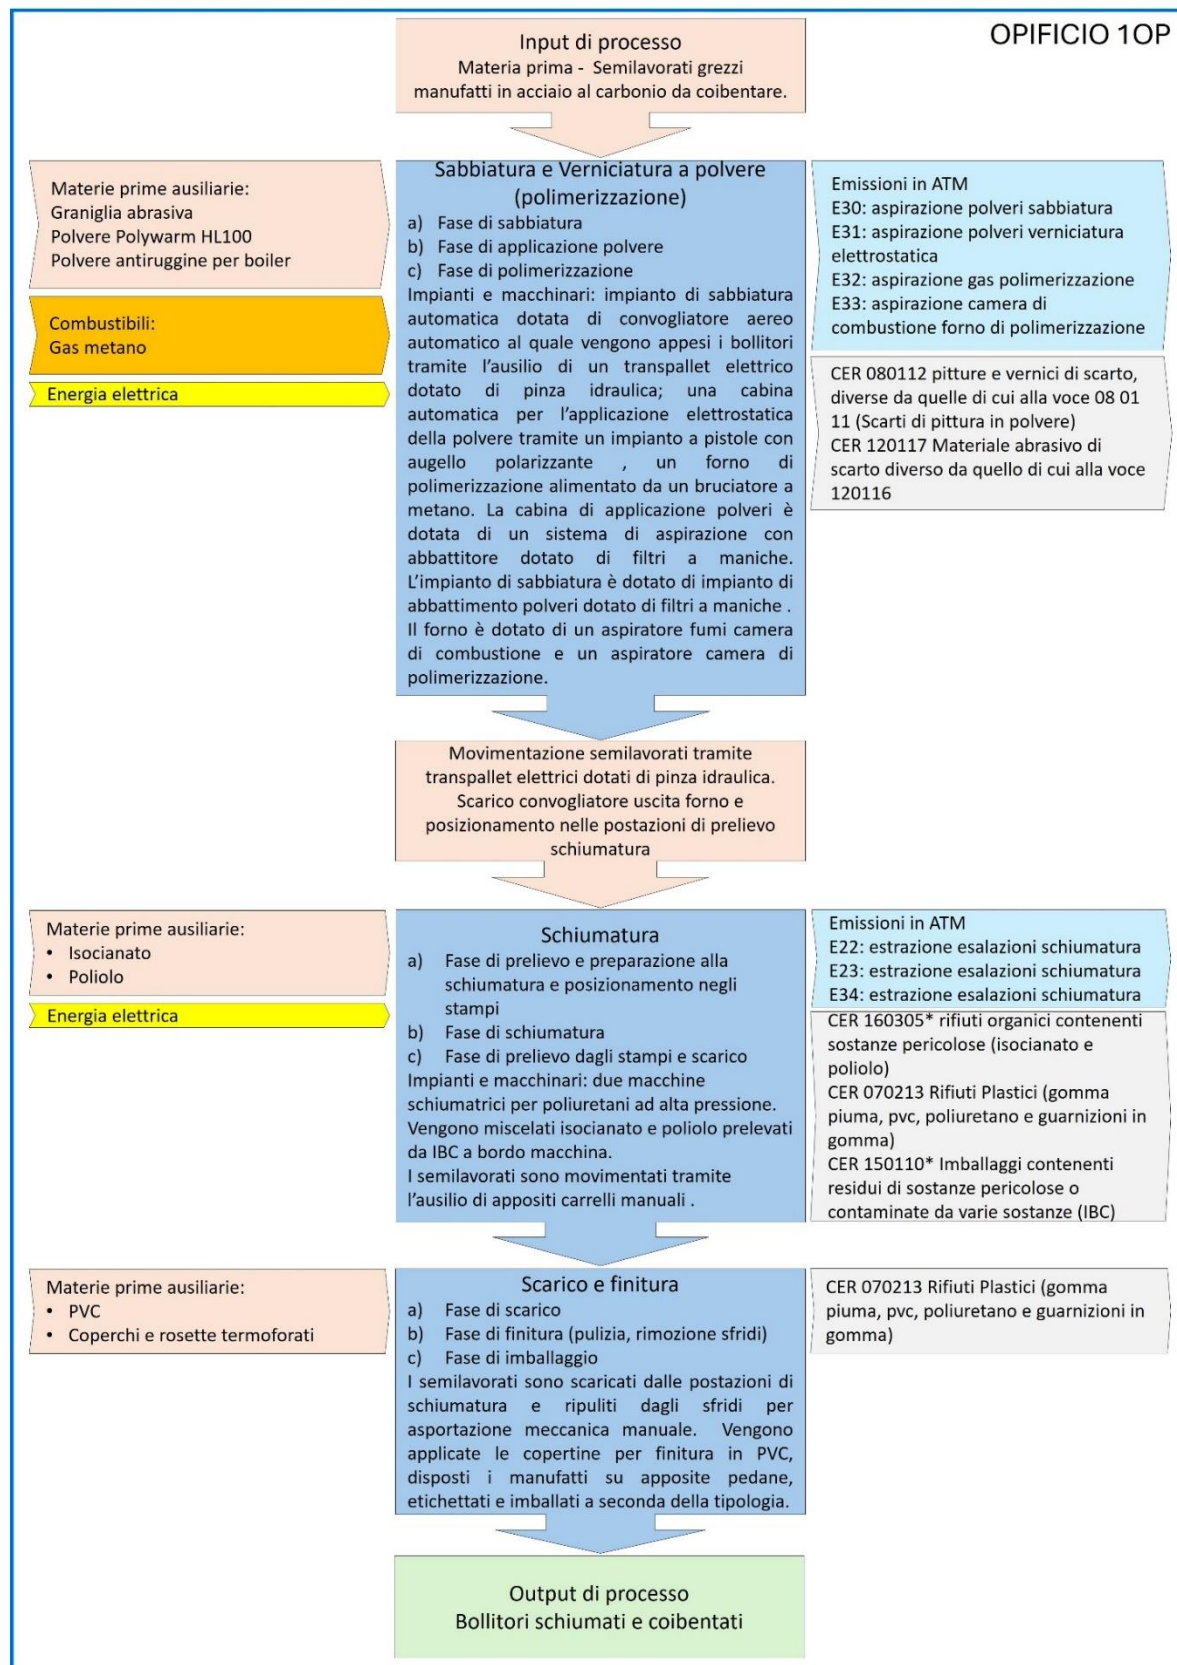 OPIFICIO 1OP
Input di processo
Materia prima - Semilavorati grezzi
manufatti in acciaio al carbonio da coibentare.
Materie prime ausiliarie:
Graniglia abrasiva
Polvere Polywarm HL100
Polvere antiruggine per boiler
Combustibili:
Gas metano
Energia elettrica
Sabbiatura e Verniciatura a polvere
(polimerizzazione)
a) Fase di sabbiatura
b) Fase di applicazione polvere
c) Fase di polimerizzazione
Impianti e macchinari: impianto di sabbiatura
automatica dotata di convogliatore aereo
automatico al quale vengono appesi i bollitori
tramite l'ausilio di un transpallet elettrico
dotato di pinza idraulica; una cabina
automatica per l'applicazione elettrostatica
della polvere tramite un impianto a pistole con
augello polarizzante , un forno di
polimerizzazione alimentato da un bruciatore a
metano. La cabina di applicazione polveri è
dotata di un sistema di aspirazione con
abbattitore dotato di filtri a maniche.
L'impianto di sabbiatura è dotato di impianto di
abbattimento polveri dotato di filtri a maniche .
Il forno è dotato di un aspiratore fumi camera
di combustione e un aspiratore camera di
polimerizzazione.
Emissioni in ATM
E30: aspirazione polveri sabbiatura
E31: aspirazione polveri verniciatura
elettrostatica
E32: aspirazione gas polimerizzazione
E33: aspirazione camera di
combustione forno di polimerizzazione
CER 080112 pitture e vernici di scarto,
diverse da quelle di cui alla voce 08 01
11 (Scarti di pittura in polvere)
CER 120117 Materiale abrasivo di
scarto diverso da quello di cui alla voce
120116
Movimentazione semilavorati tramite
transpallet elettrici dotati di pinza idraulica.
Scarico convogliatore uscita forno e
posizionamento nelle postazioni di prelievo
schiumatura
Materie prime ausiliarie:
• Isocianato
• Poliolo
Energia elettrica
Schiumatura
a) Fase di prelievo e preparazione alla
schiumatura e posizionamento negli
stampi
b) Fase di schiumatura
c) Fase di prelievo dagli stampi e scarico
Impianti e macchinari: due macchine
schiumatrici per poliuretani ad alta pressione.
Vengono miscelati isocianato e poliolo prelevati
da IBC a bordo macchina.
I semilavorati sono movimentati tramite
l'ausilio di appositi carrelli manuali .
Emissioni in ATM
E22: estrazione esalazioni schiumatura
E23: estrazione esalazioni schiumatura
E34: estrazione esalazioni schiumatura
CER 160305* rifiuti organici contenenti
sostanze pericolose (isocianato e
poliolo)
CER 070213 Rifiuti Plastici (gomma
piuma, pvc, poliuretano e guarnizioni in
gomma)
CER 150110* Imballaggi contenenti
residui di sostanze pericolose o
contaminate da varie sostanze (IBC)
Materie prime ausiliarie:
• PVC
• Coperchi e rosette termoforati
Scarico e finitura
a) Fase di scarico
b) Fase di finitura (pulizia, rimozione sfridi)
c) Fase di imballaggio
I semilavorati sono scaricati dalle postazioni di
schiumatura e ripuliti dagli sfridi per
asportazione meccanica manuale. Vengono
applicate le copertine per finitura in PVC,
disposti i manufatti su apposite pedane,
etichettati e imballati a seconda della tipologia.
CER 070213 Rifiuti Plastici (gomma
piuma, pvc, poliuretano e guarnizioni in
gomma)
Output di processo
Bollitori schiumati e coibentati